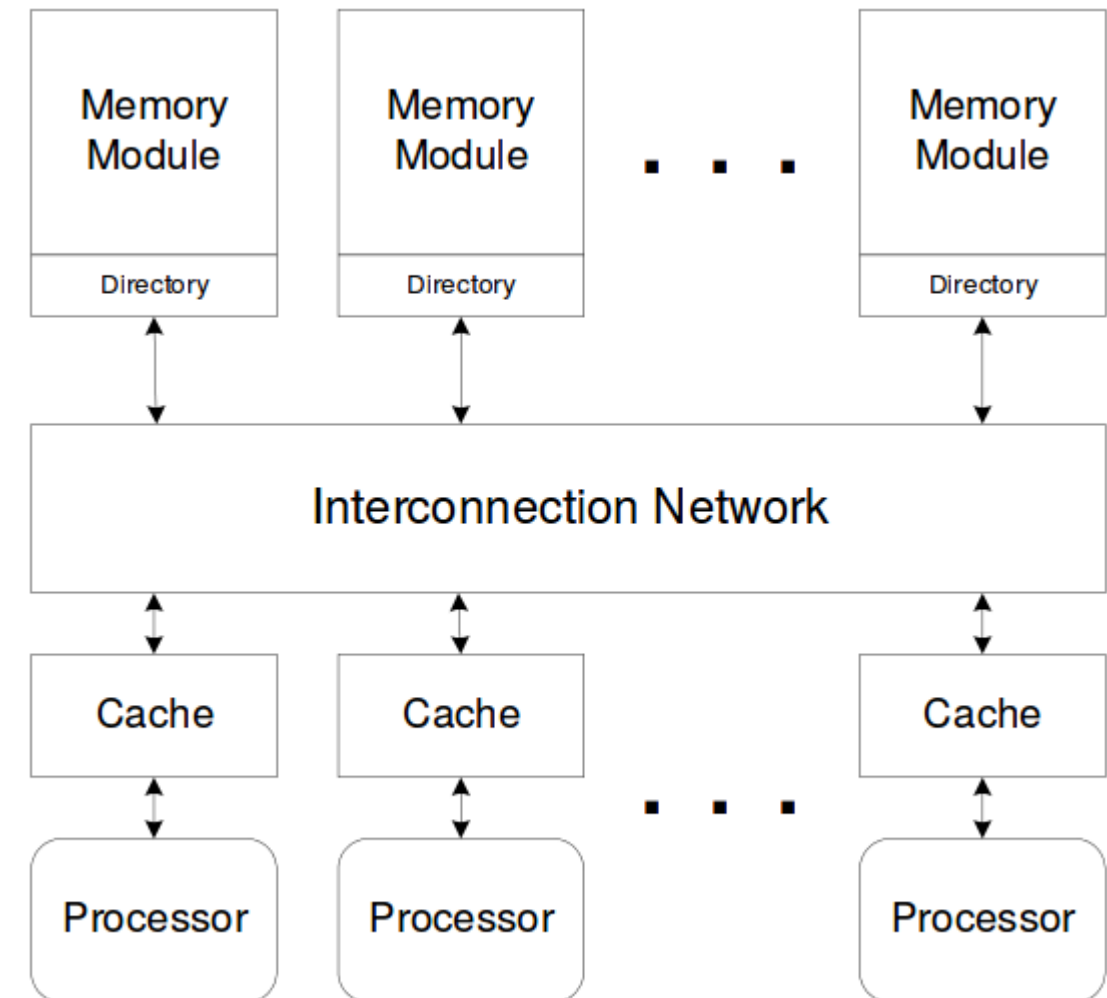 Memory Module
Memory Module
Memory Module
Directory
Directory
Directory
Interconnection Network
Cache
Cache
Cache
Processor
Processor
Processor